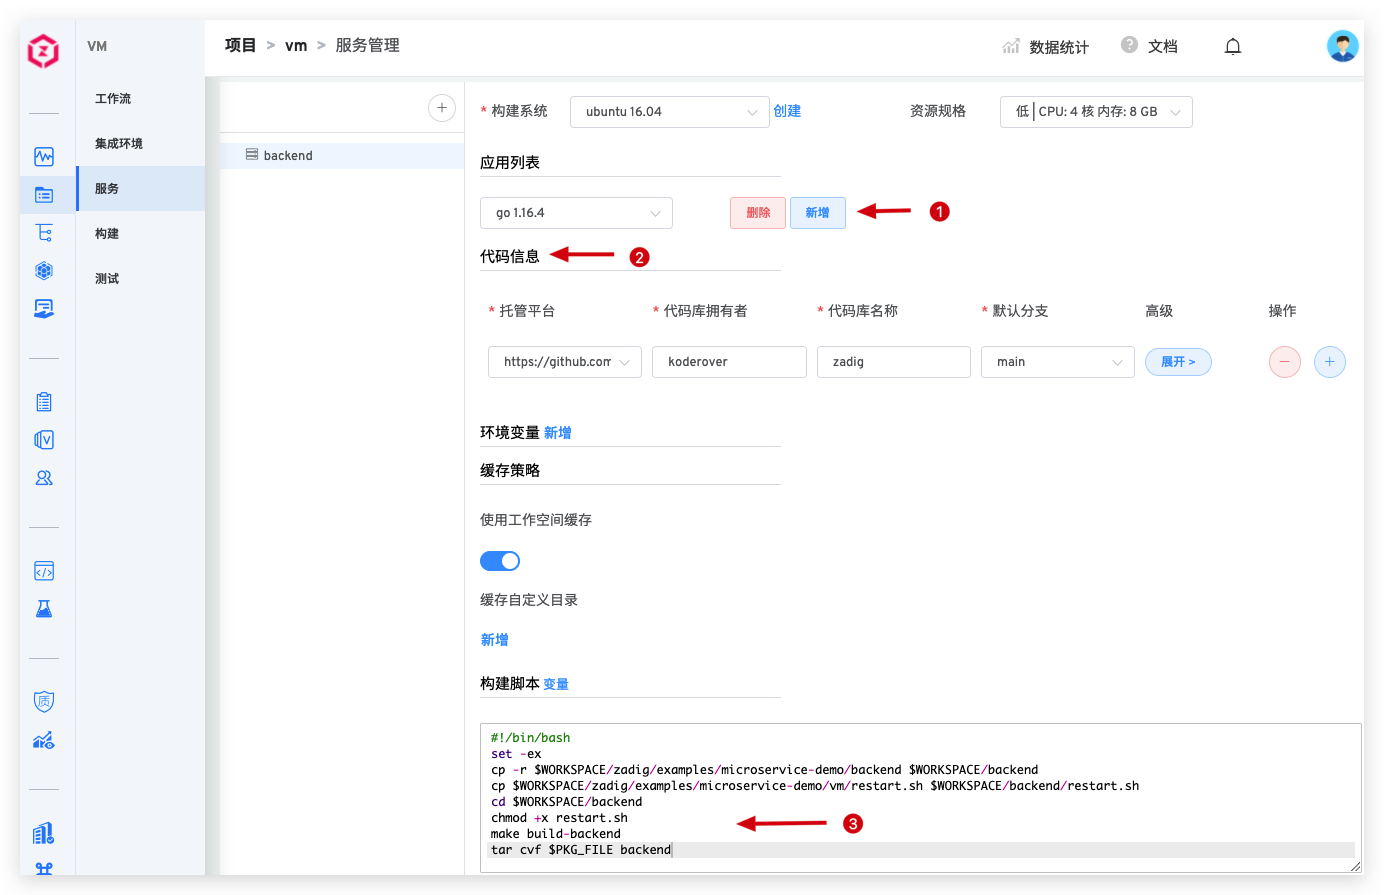 VM
工作流
集成环境
服务
构建
测试
项目 > vm > 服务管理
数据统计
? 文档
+
backend
* 构建系统
ubuntu 16.04
创建
资源规格
低 | CPU: 4 核 内存: 8 GB
应用列表
go 1.16.4
删除
新增
1
代码信息
2
* 托管平台
* 代码库拥有者
* 代码库名称
* 默认分支
高级
操作
https://github.com
koderover
zadig
main
展开 >
−
+
环境变量 新增
缓存策略
使用工作空间缓存
缓存自定义目录
新增
构建脚本 变量
#!/bin/bash
set -ex
cp -r $WORKSPACE/zadig/examples/microservice-demo/backend $WORKSPACE/backend
cp $WORKSPACE/zadig/examples/microservice-demo/vm/restart.sh $WORKSPACE/backend/restart.sh
cd $WORKSPACE/backend
chmod +x restart.sh
make build-backend
tar cvf $PKG_FILE backend
3
Z
V
</>
质